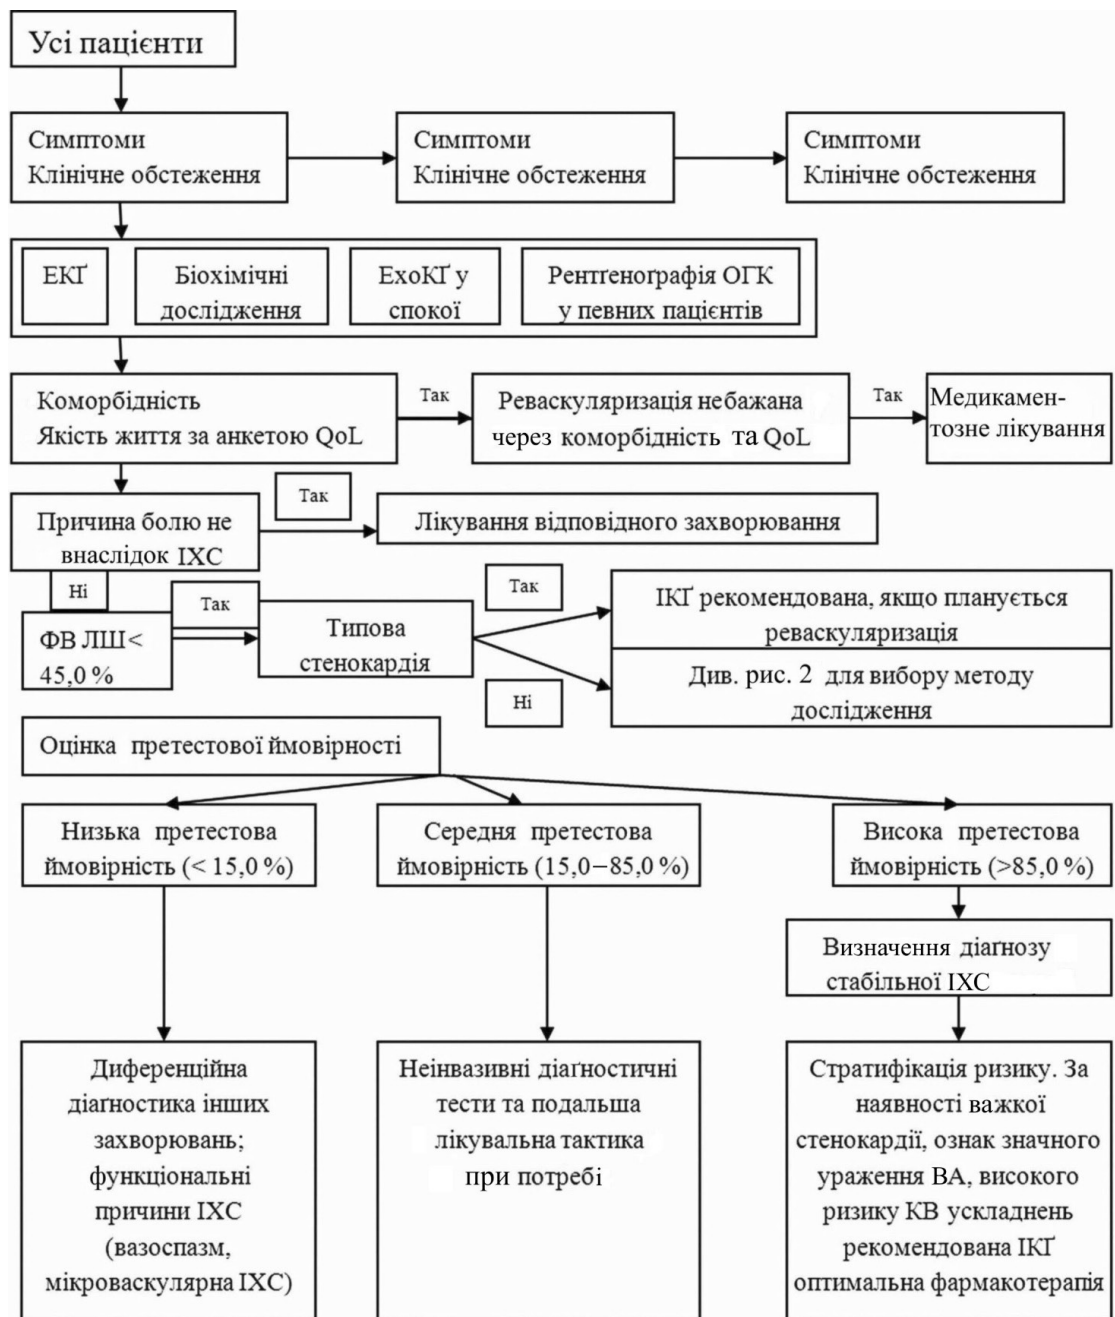 Усі пацієнти
Симптоми
Клінічне обстеження
Симптоми
Клінічне обстеження
Симптоми
Клінічне обстеження
ЕКҐ
Біохімічні
дослідження
ЕхоКҐ у
спокої
Рентґеноґрафія ОГК
у певних пацієнтів
Коморбідність
Якість життя за анкетою QoL
Так
Реваскуляризація небажана
через коморбідність та QoL
Так
Медикамен-
тозне лікування
Причина болю не
внаслідок ІХС
Так
Лікування відповідного захворювання
Ні
ФВ ЛШ<
45,0 %
Так
Типова
стенокардія
Так
ІКҐ рекомендована, якщо планується
реваскуляризація
Ні
Див. рис. 2 для вибору методу
дослідження
Оцінка претестової ймовірності
Низька претестова
ймовірність (< 15,0 %)
Середня претестова
ймовірність (15,0–85,0 %)
Висока претестова
ймовірність (>85,0 %)
Визначення діаґнозу
стабільної ІХС
Диференційна
діаґностика інших
захворювань;
функціональні
причини ІХС
(вазоспазм,
мікроваскулярна ІХС)
Неінвазивні діаґностичні
тести та подальша
лікувальна тактика
при потребі
Стратифікація ризику. За
наявності важкої
стенокардії, ознак значного
ураження ВА, високого
ризику КВ ускладнень
рекомендована ІКҐ
оптимальна фармакотерапія